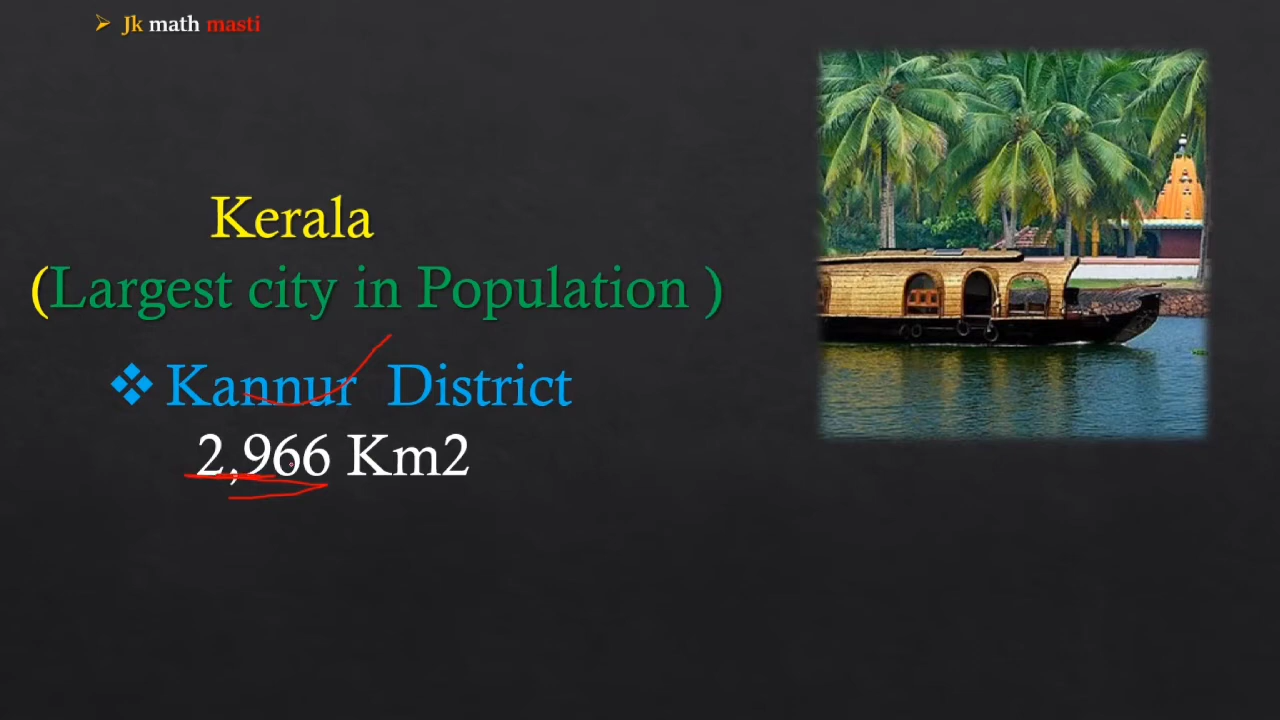 Jk math masti
Kerala
(Largest city in Population )
Kannur District
2,966 Km2